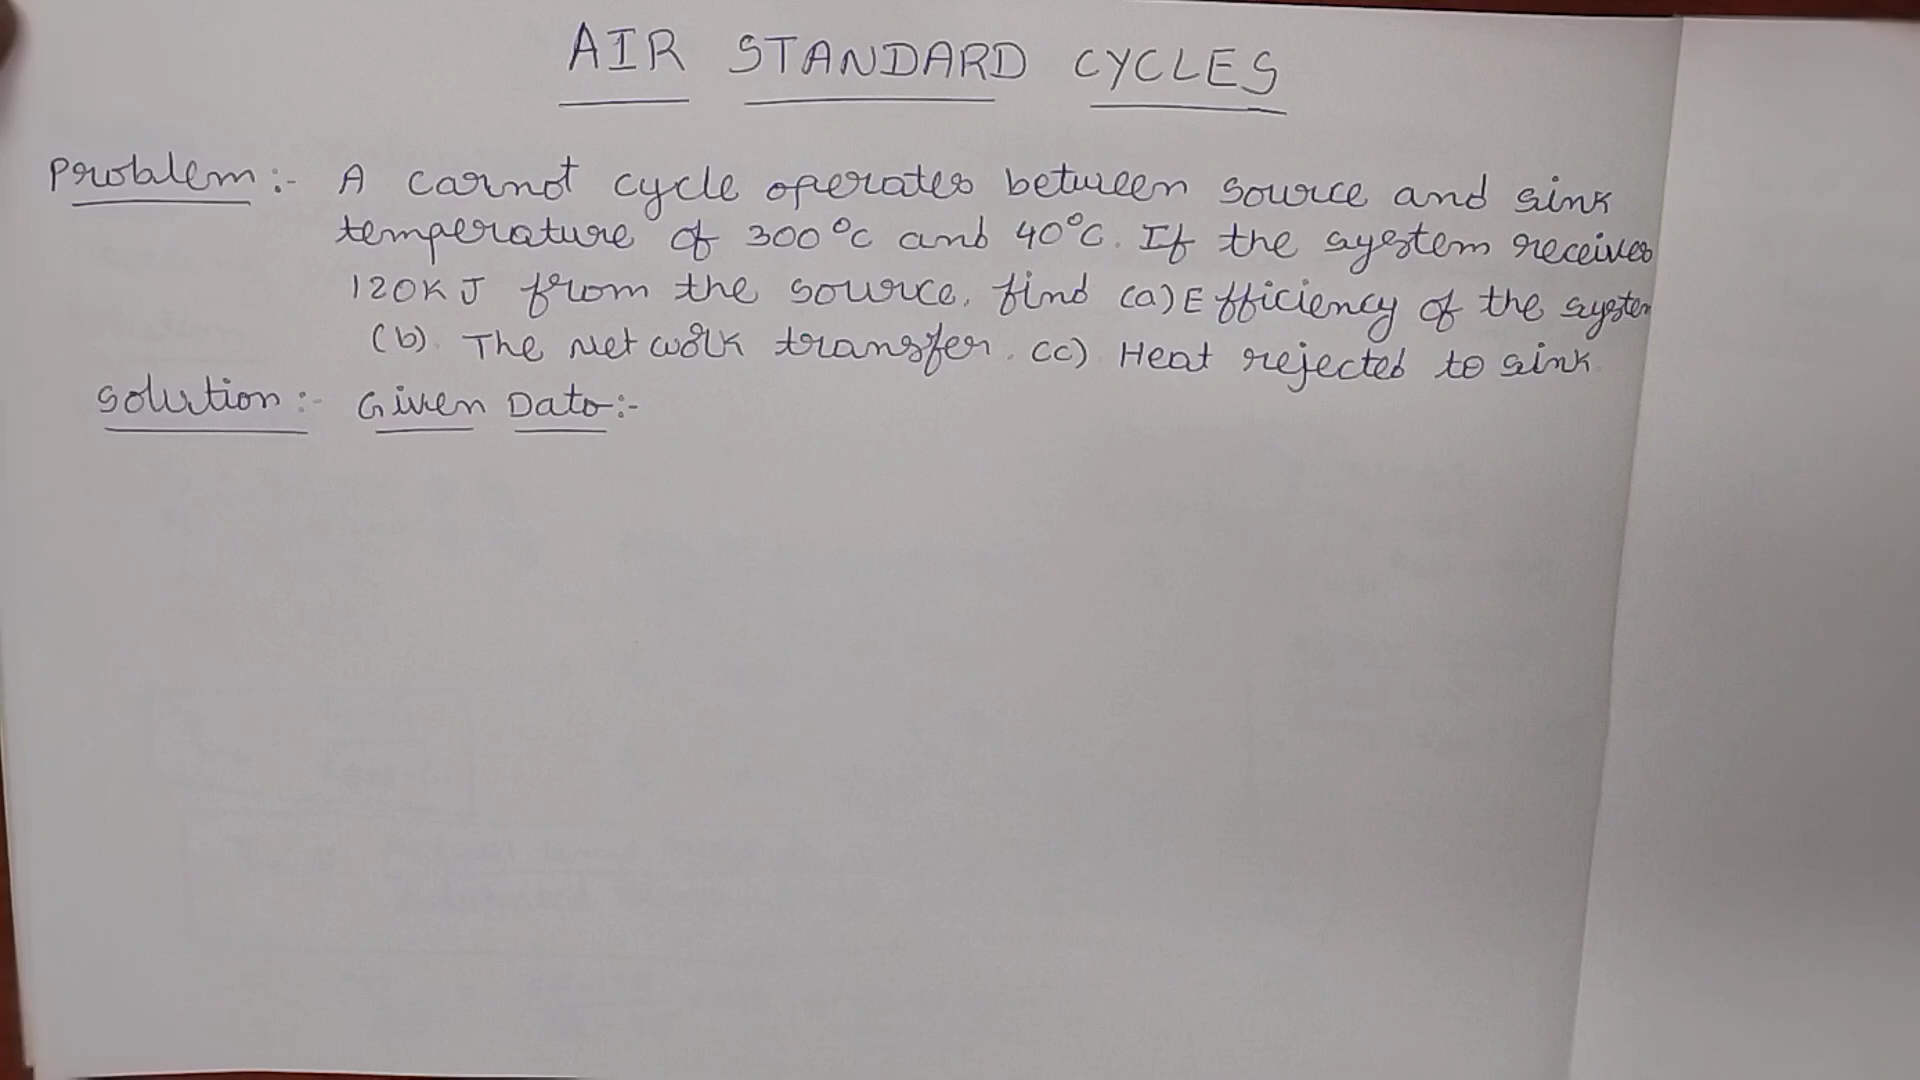 AIR STANDARD CYCLES
Problem:- A carnot cycle operates between source and sink
temperature of 300°c and 40°C. If the system receives
120KJ from the source, find (a) Efficiency of the system
(b). The net work transfer. (c) Heat rejected to sink
Solution:- Given Data:-